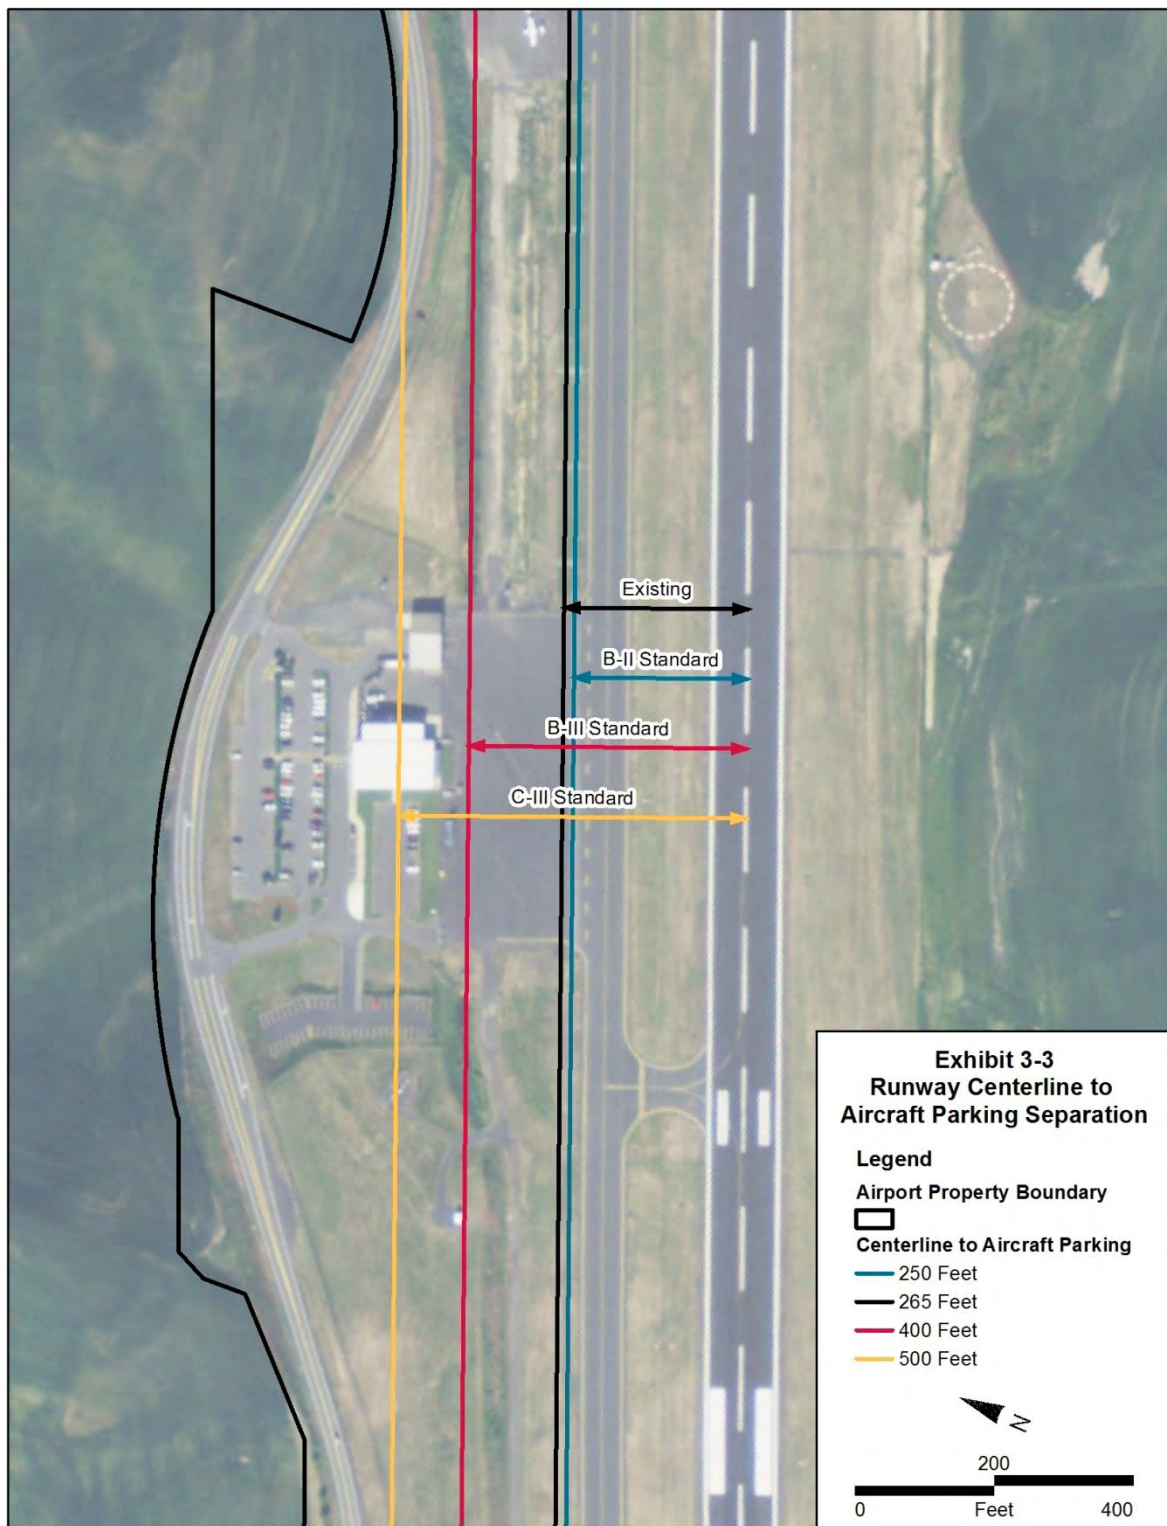 Existing
B-II Standard
B-III Standard
C-III Standard
Exhibit 3-3
Runway Centerline to
Aircraft Parking Separation
Legend
Airport Property Boundary
Centerline to Aircraft Parking
250 Feet
265 Feet
400 Feet
500 Feet
N
200
0 Feet 400